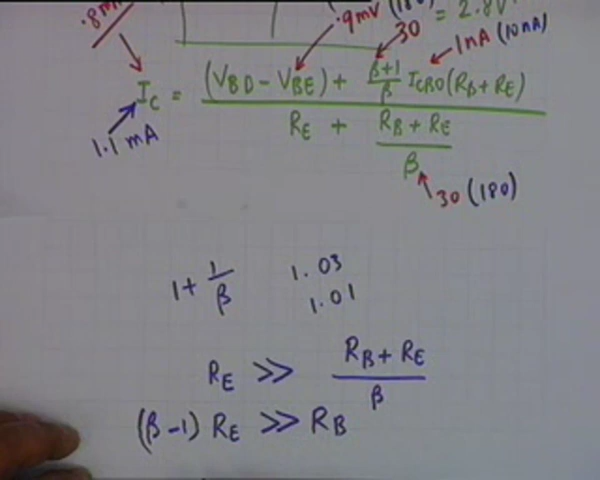 .8mA
.9mv (180) = 2.8V
30 1nA (10nA)
I_C = (V_BD - V_BE) + β+1/β I_CBO (R_B + R_E)
R_E + R_B + R_E / β
1.1 mA
30 (180)
1 + 1/β 1.03
1.01
R_E >> R_B + R_E / β
(β-1) R_E >> R_B